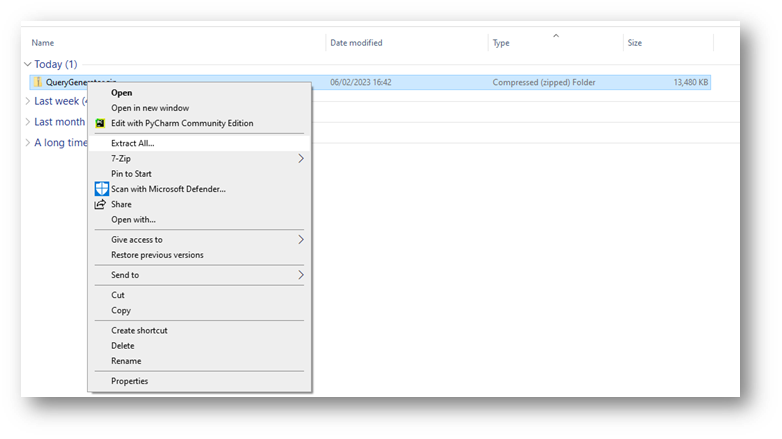 Name Date modified Type Size
Today (1)
06/02/2023 16:42 Compressed (zipped) Folder 13,480 KB
Open
Open in new window
Last week
Edit with PyCharm Community Edition
Last month
Extract All...
A long time
7-Zip
Pin to Start
Scan with Microsoft Defender...
Share
Open with...
Give access to
Restore previous versions
Send to
Cut
Copy
Create shortcut
Delete
Rename
Properties